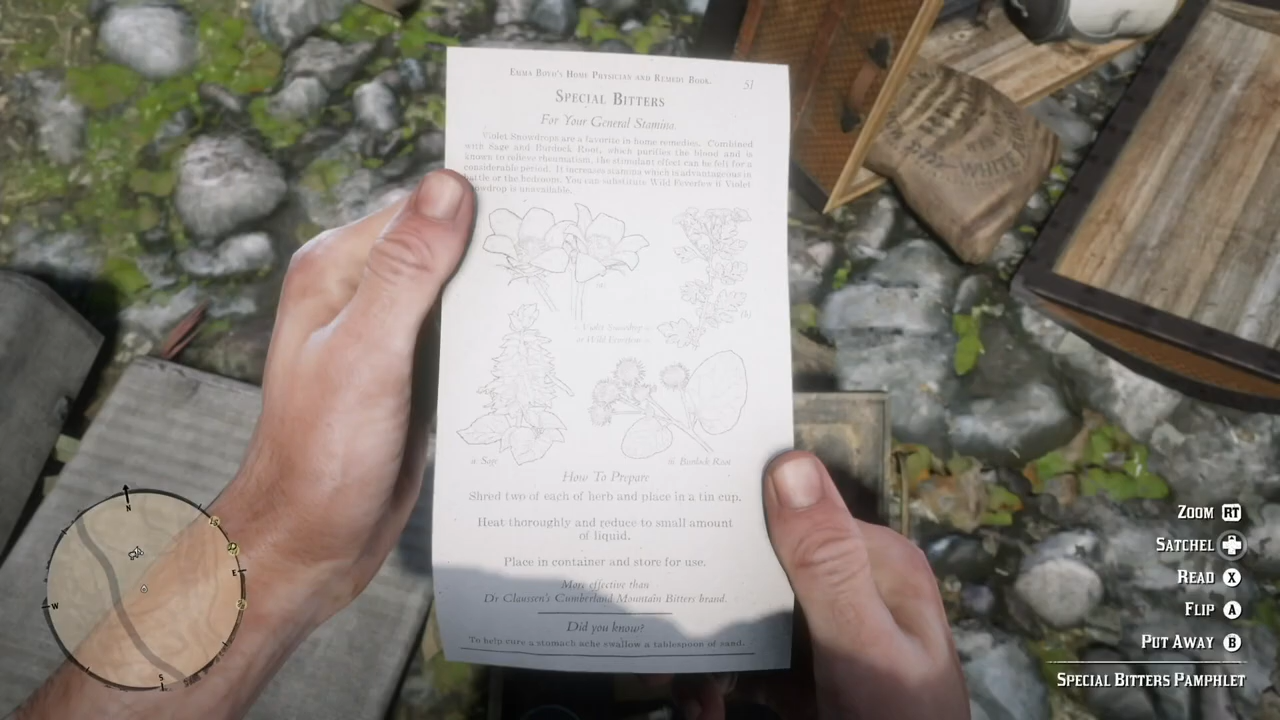 Emma Boyd's Home Physician and Remedy Book.
51
Special Bitters
For Your General Stamina.
Violet Snowdrops are a favorite in home remedies. Combined
with Sage and Burdock Root, which purifies the blood and is
known to relieve rheumatism. The stimulant effect can be felt for a
considerable period. It increases stamina which is advantageous in
battle or the bedroom. You can substitute Wild Feverfew if Violet
Snowdrop is unavailable.
Violet Snowdrop
or Wild Feverfew
Sage
Burdock Root
How To Prepare
Shred two of each of herb and place in a tin cup.
Heat thoroughly and reduce to small amount
of liquid.
Place in container and store for use.
More effective than
Dr Claussen's Cumberland Mountain Bitters brand.
Did you know?
To help cure a stomach ache swallow a tablespoon of sand.
N
E
W
S
Zoom RT
Satchel
Read X
Flip A
Put Away B
Special Bitters Pamphlet